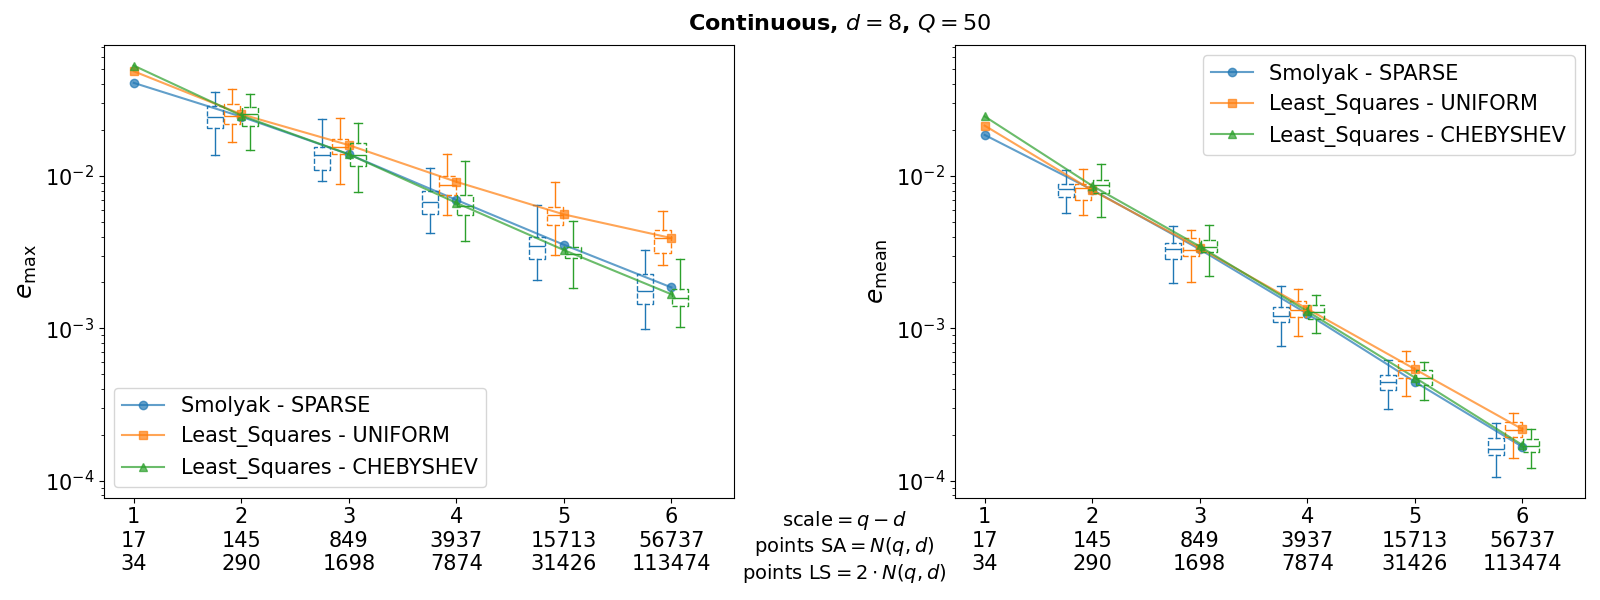 Continuous, d = 8, Q = 50
e_max
10^{-2}
10^{-3}
10^{-4}
Smolyak - SPARSE
Least_Squares - UNIFORM
Least_Squares - CHEBYSHEV
1 2 3 4 5 6
17 145 849 3937 15713 56737
34 290 1698 7874 31426 113474
scale = q − d
points SA = N(q, d)
points LS = 2 · N(q, d)
e_mean
10^{-2}
10^{-3}
10^{-4}
Smolyak - SPARSE
Least_Squares - UNIFORM
Least_Squares - CHEBYSHEV
1 2 3 4 5 6
17 145 849 3937 15713 56737
34 290 1698 7874 31426 113474